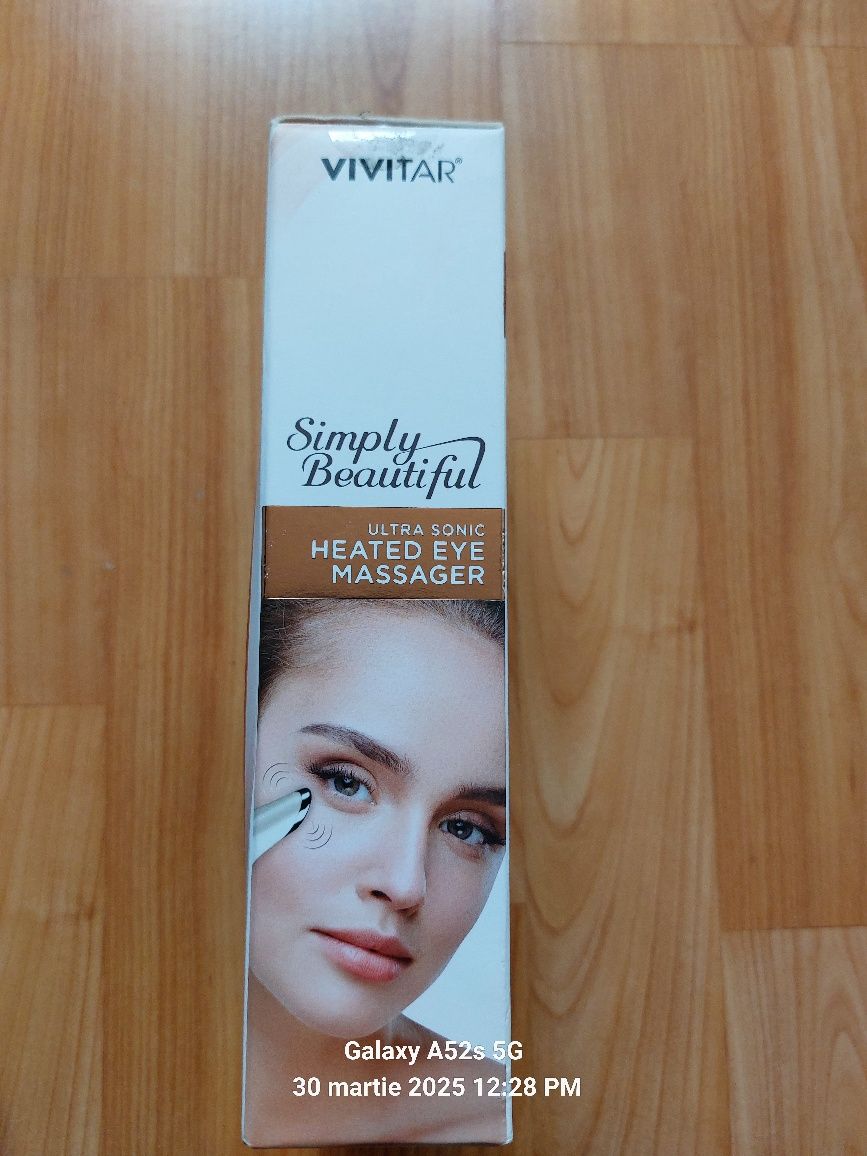 VIVITAR®
Simply
Beautiful
ULTRA SONIC
HEATED EYE
MASSAGER
Galaxy A52s 5G
30 martie 2025 12:28 PM